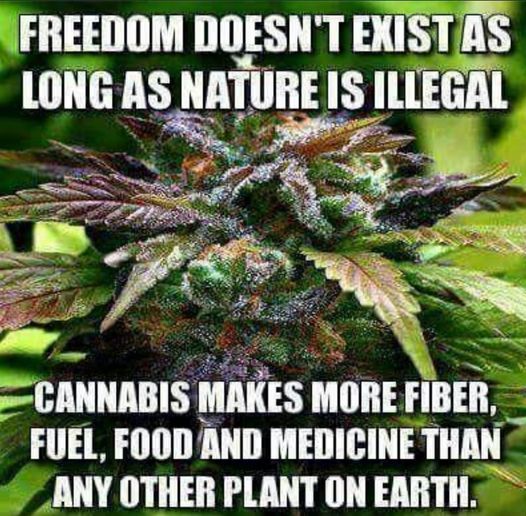 FREEDOM DOESN'T EXIST AS
LONG AS NATURE IS ILLEGAL
CANNABIS MAKES MORE FIBER,
FUEL, FOOD AND MEDICINE THAN
ANY OTHER PLANT ON EARTH.